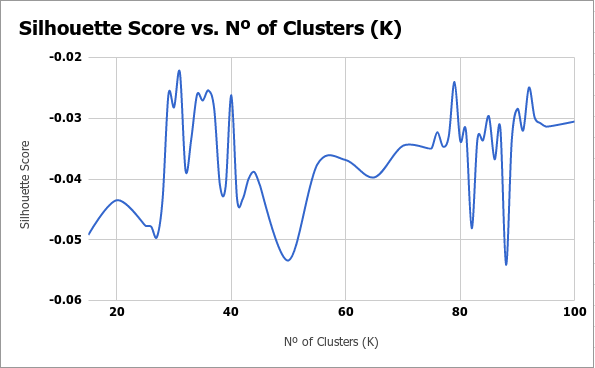 Silhouette Score vs. Nº of Clusters (K)
-0.02
-0.03
-0.04
-0.05
-0.06
Silhouette Score
20 40 60 80 100
Nº of Clusters (K)